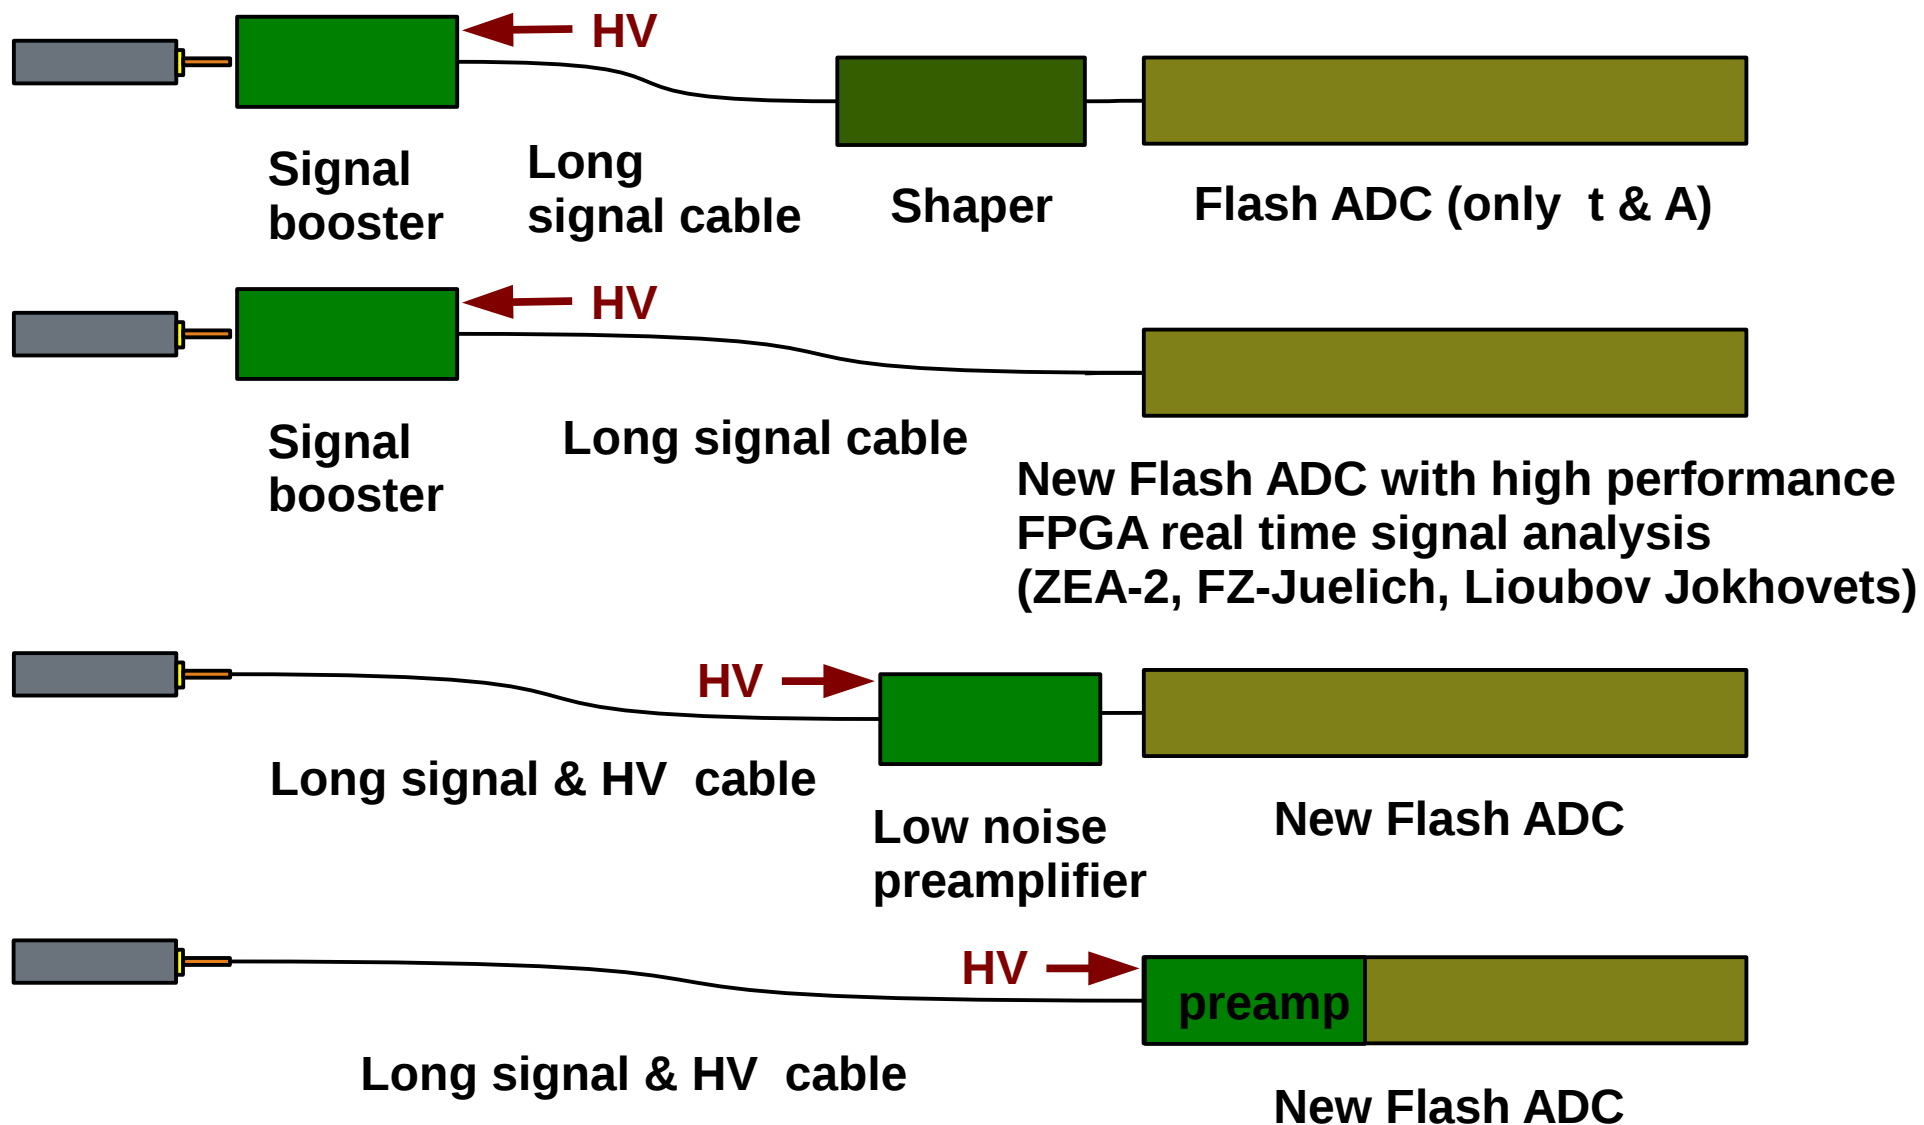 HV
Signal
booster
Long
signal cable
Shaper
Flash ADC (only  t & A)
HV
Signal
booster
Long signal cable
New Flash ADC with high performance
FPGA real time signal analysis
(ZEA-2, FZ-Juelich, Lioubov Jokhovets)
HV
Long signal & HV  cable
Low noise
preamplifier
New Flash ADC
HV
preamp
Long signal & HV  cable
New Flash ADC